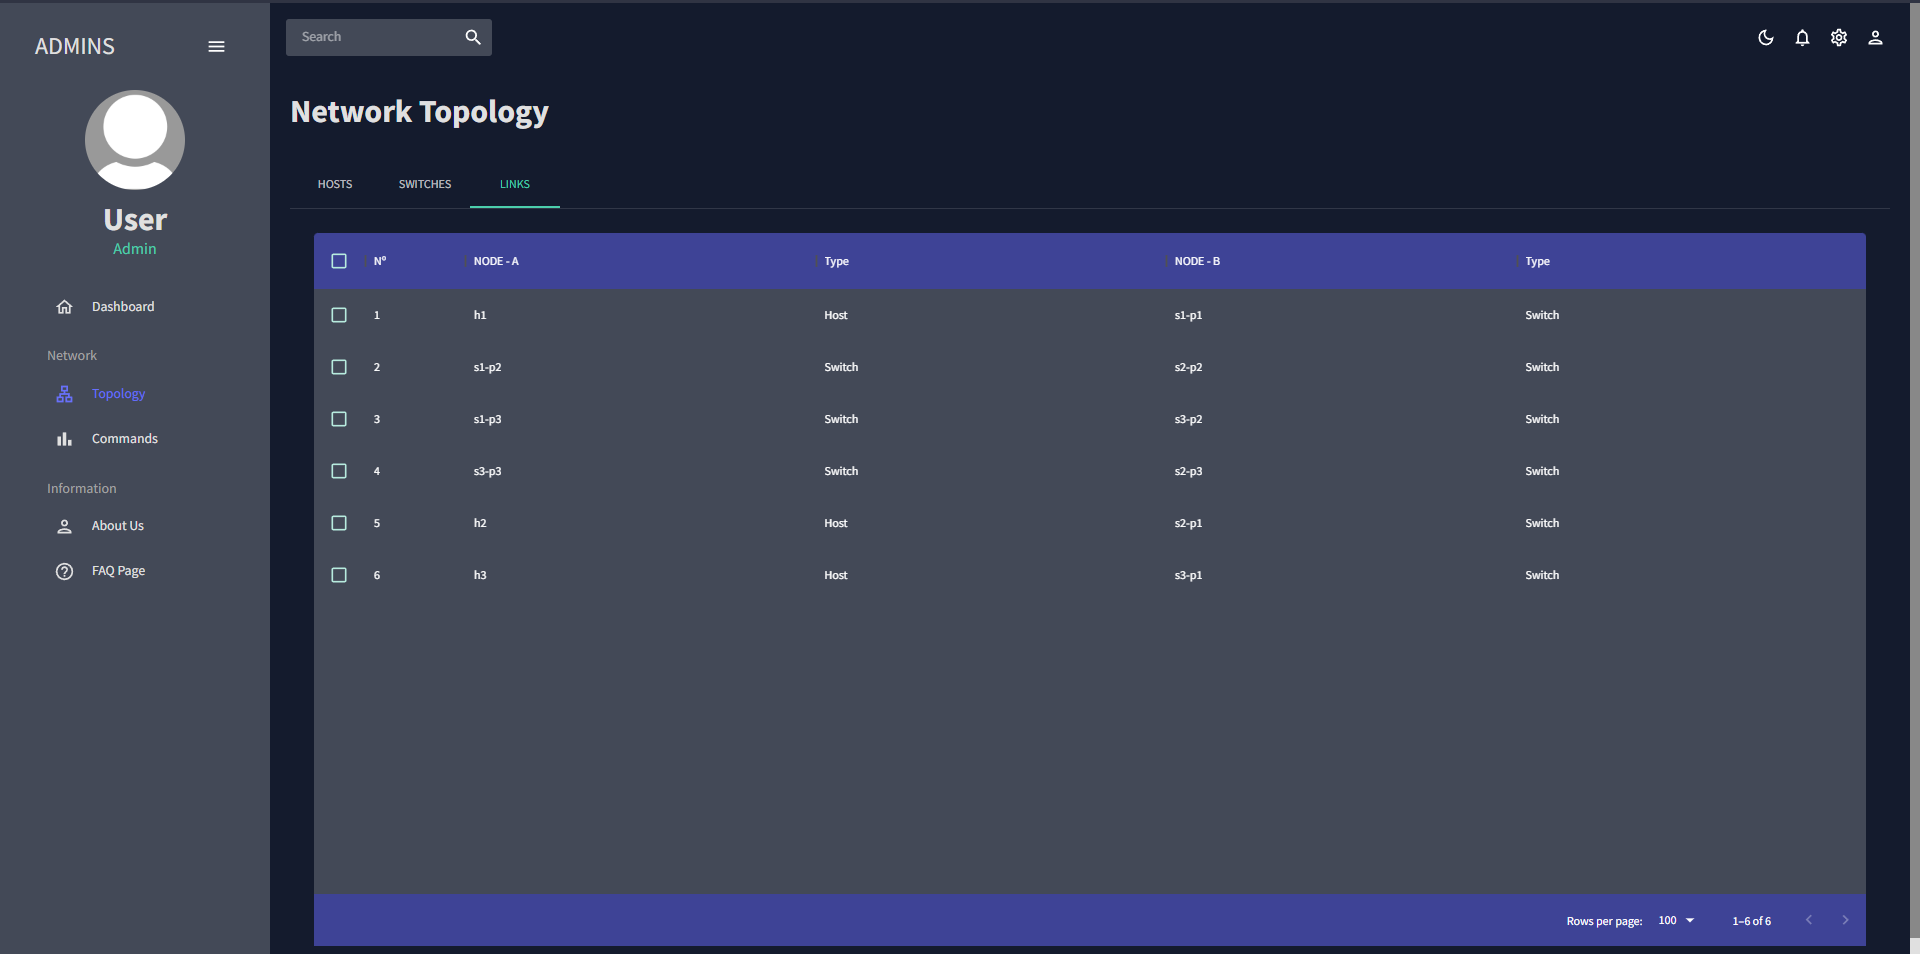 ADMINS
Search
User
Admin
Dashboard
Network
Topology
Commands
Information
About Us
FAQ Page
Network Topology
HOSTS SWITCHES LINKS
Nº NODE - A Type NODE - B Type
1 h1 Host s1-p1 Switch
2 s1-p2 Switch s2-p2 Switch
3 s1-p3 Switch s3-p2 Switch
4 s3-p3 Switch s2-p3 Switch
5 h2 Host s2-p1 Switch
6 h3 Host s3-p1 Switch
Rows per page: 100 1–6 of 6